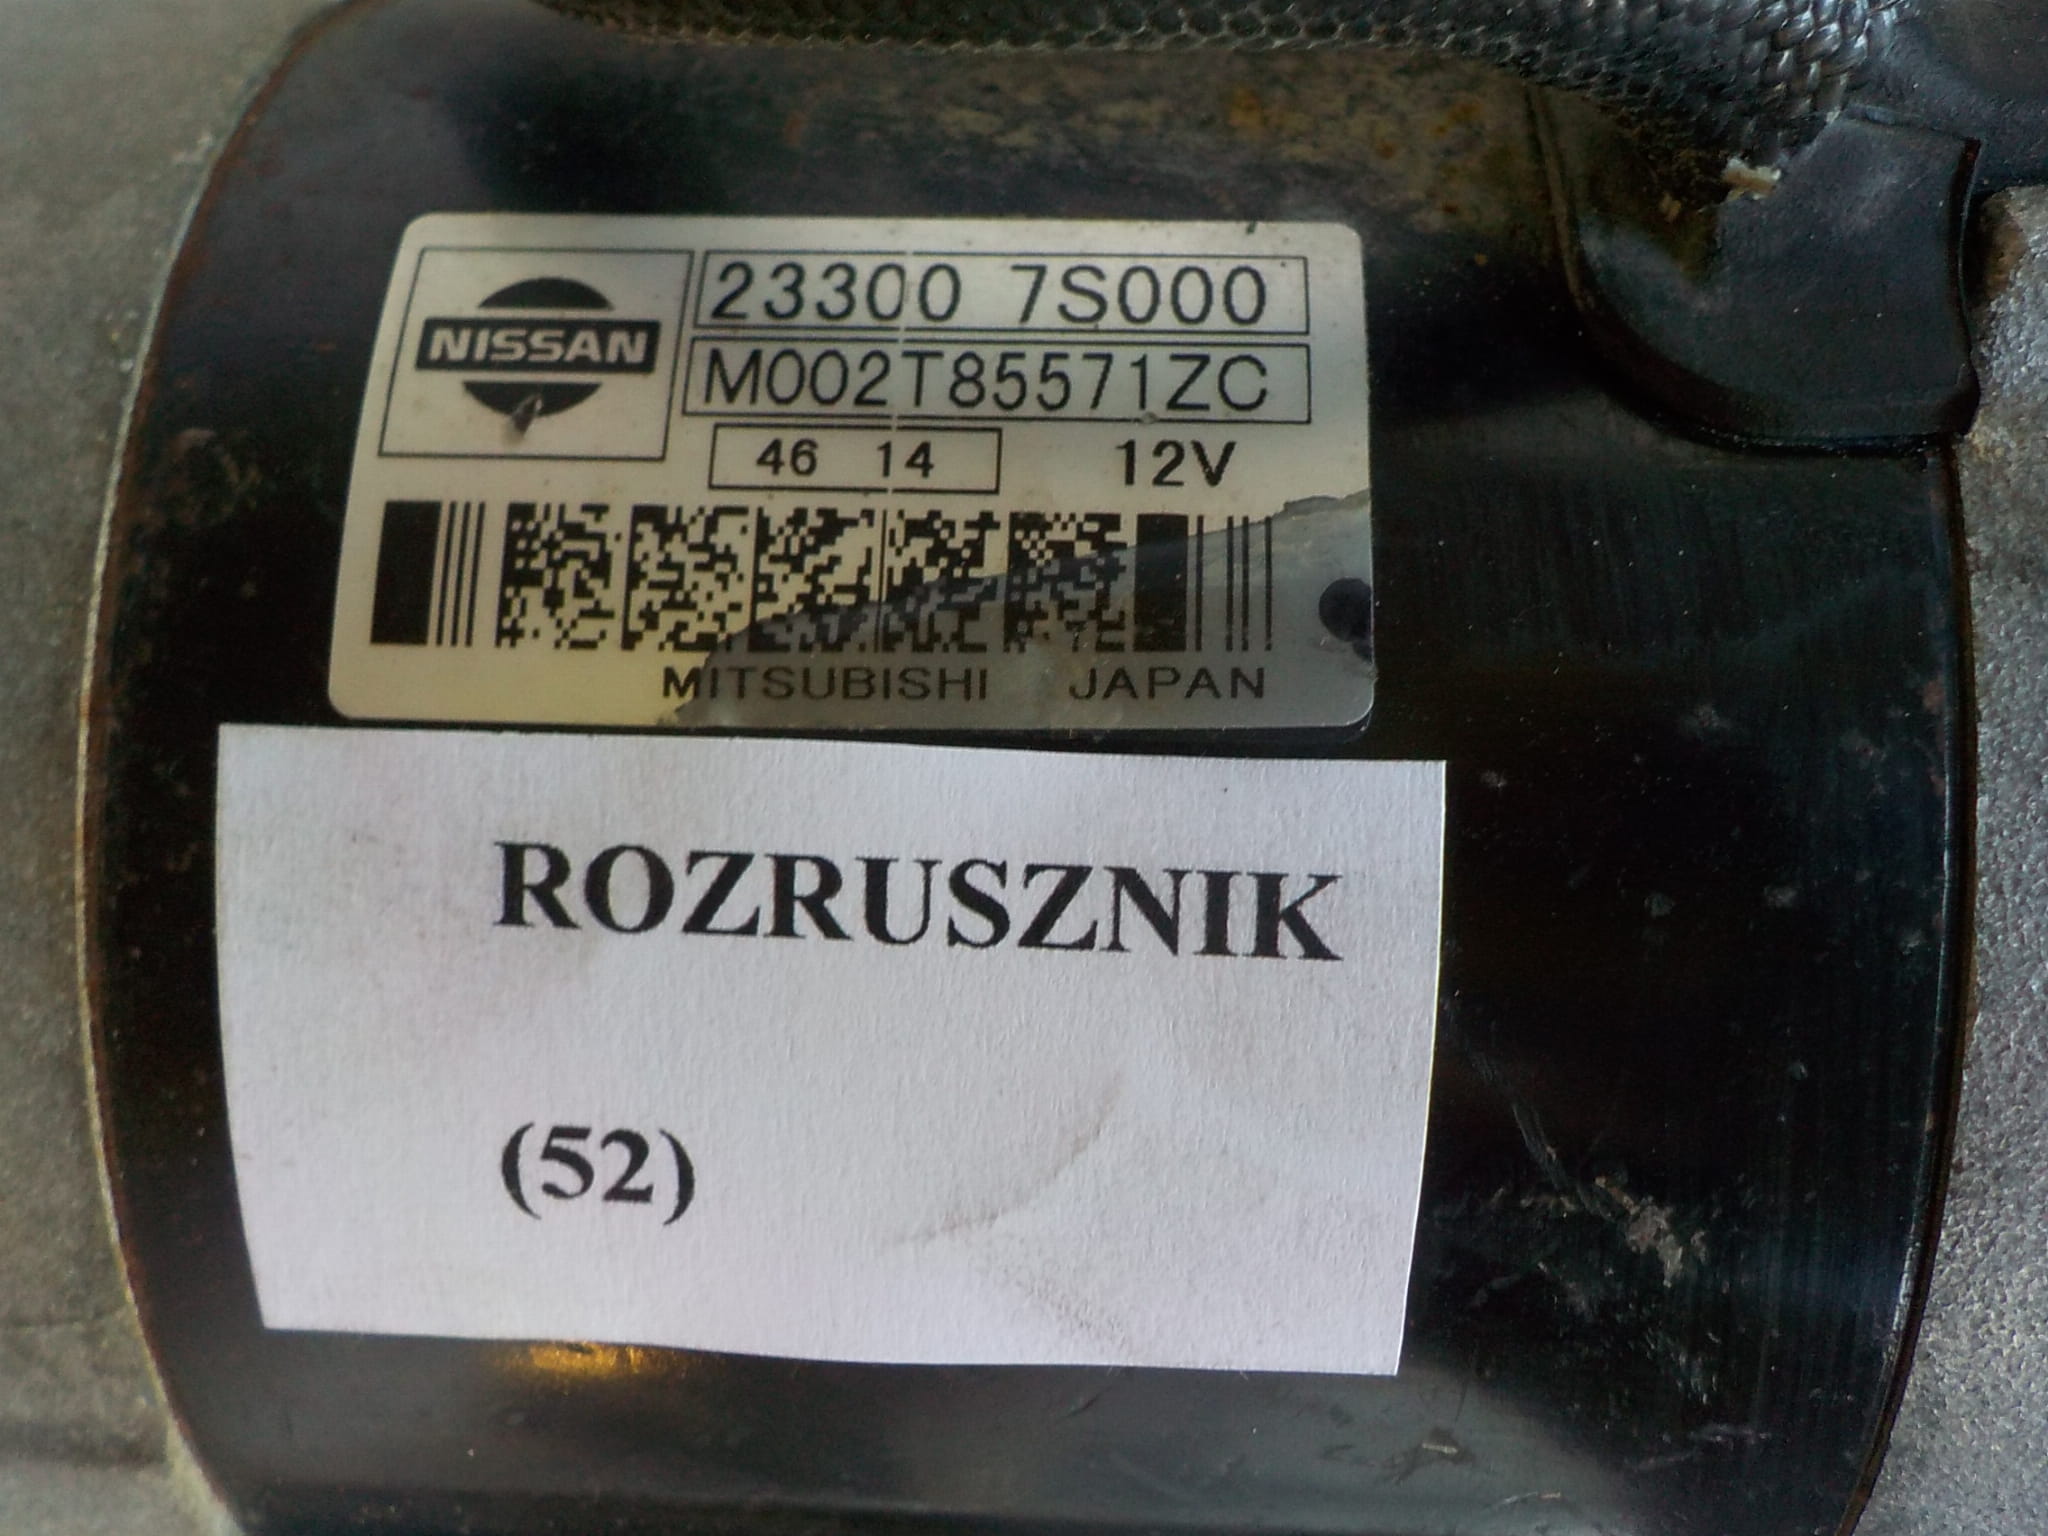 NISSAN
23300 7S000
M002T85571ZC
46 14
12V
MITSUBISHI JAPAN
ROZRUSZNIK
(52)